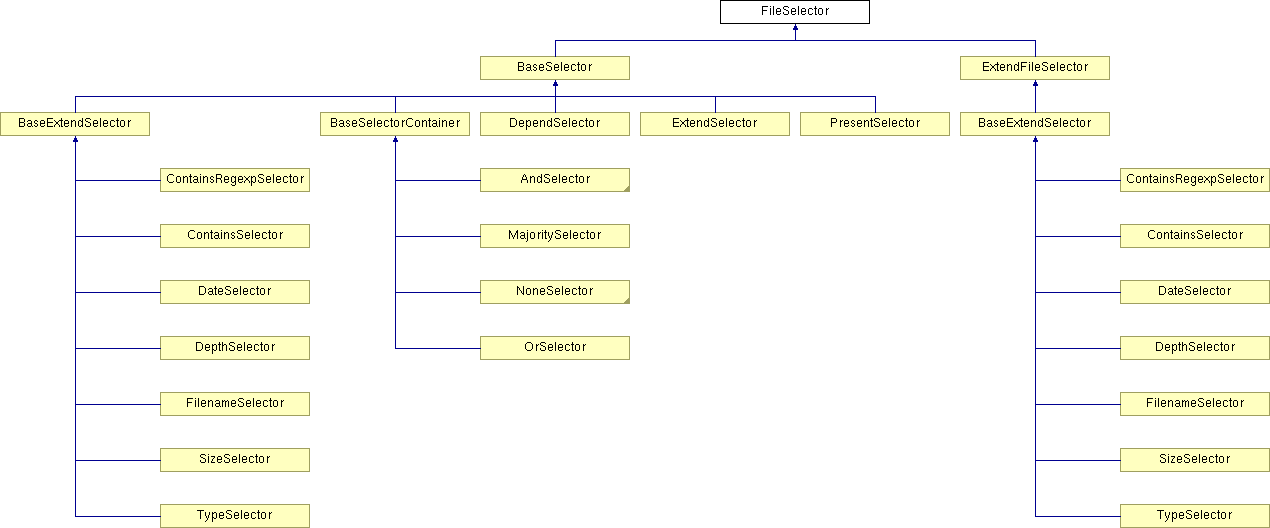 FileSelector
BaseSelector
ExtendFileSelector
BaseExtendSelector
BaseSelectorContainer
DependSelector
ExtendSelector
PresentSelector
BaseExtendSelector
ContainsRegexpSelector
AndSelector
ContainsRegexpSelector
ContainsSelector
MajoritySelector
ContainsSelector
DateSelector
NoneSelector
DateSelector
DepthSelector
OrSelector
DepthSelector
FilenameSelector
FilenameSelector
SizeSelector
SizeSelector
TypeSelector
TypeSelector